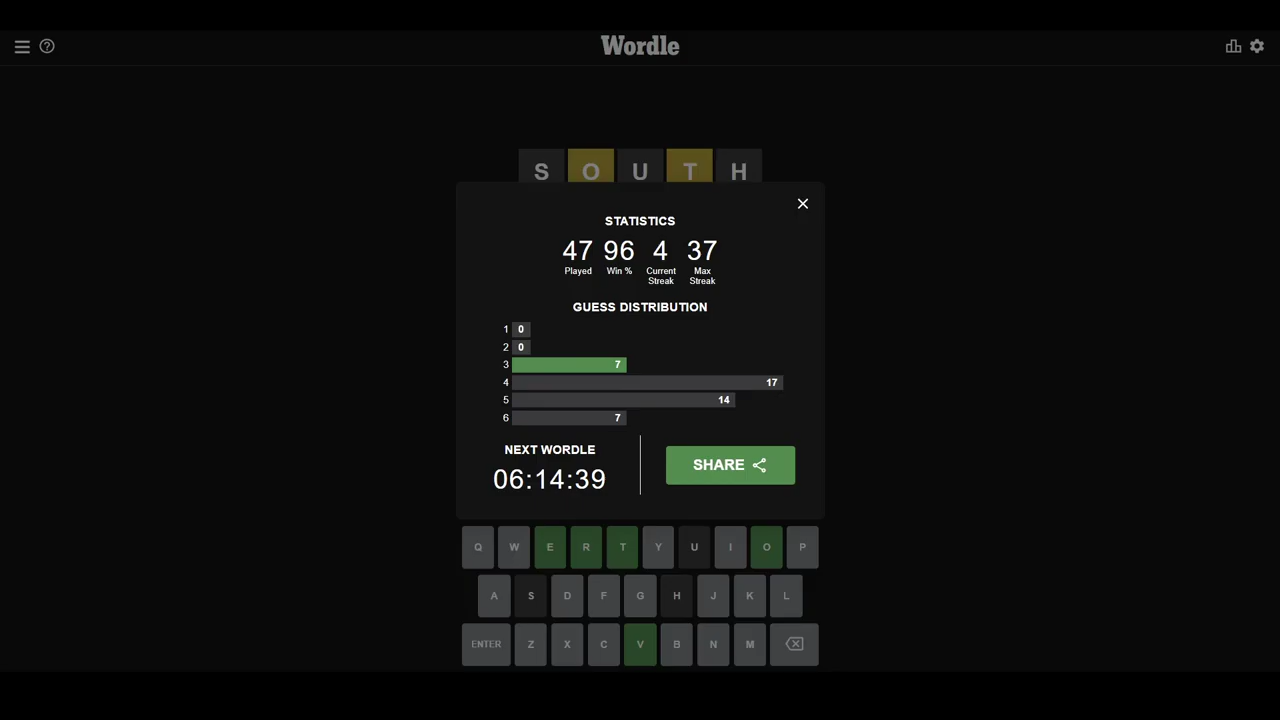 Wordle
S O U T H
STATISTICS
47 96 4 37
Played Win % Current Streak Max Streak
GUESS DISTRIBUTION
1 0
2 0
3 7
4 17
5 14
6 7
NEXT WORDLE
06:14:39
SHARE
Q W E R T Y U I O P
A S D F G H J K L
ENTER Z X C V B N M